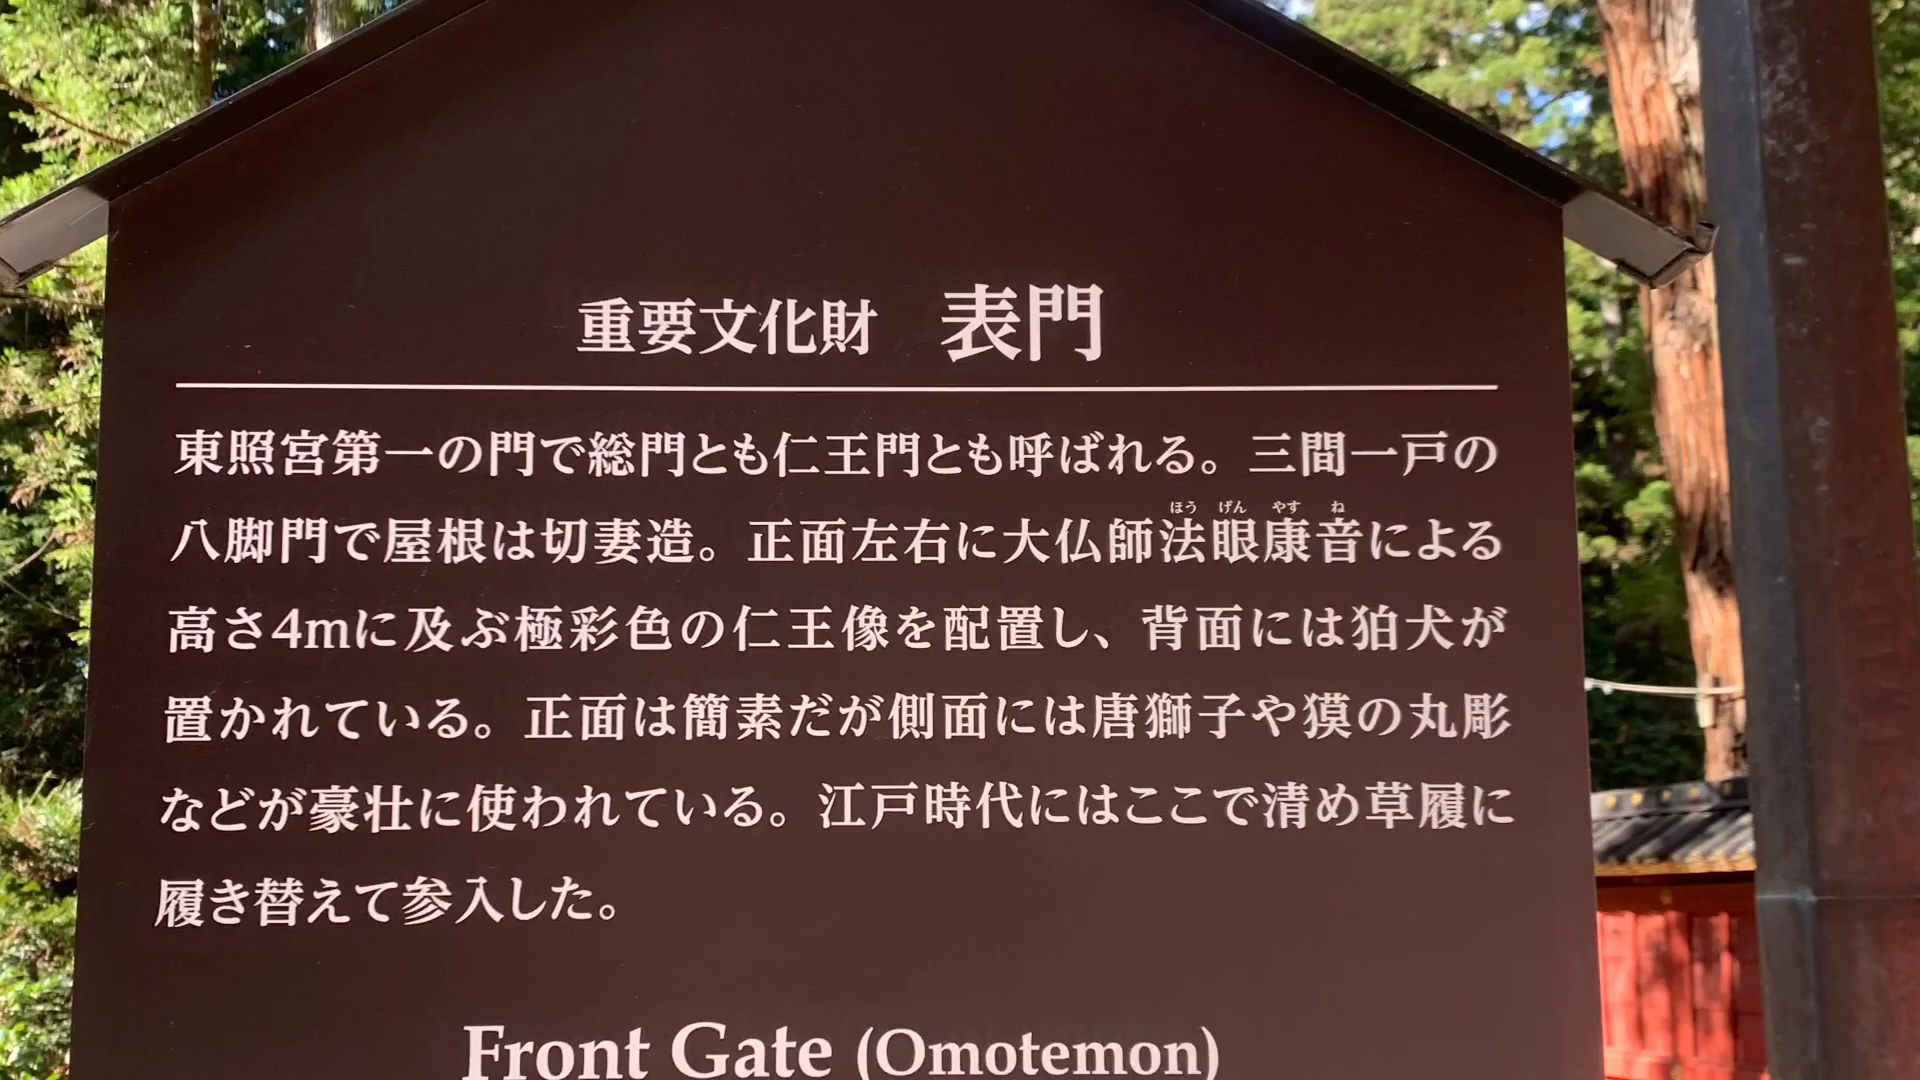 重要文化財 表門
東照宮第一の門で総門とも仁王門とも呼ばれる。三間一戸の
ほう げん やす ね
八脚門で屋根は切妻造。正面左右に大仏師法眼康音による
高さ4mに及ぶ極彩色の仁王像を配置し、背面には狛犬が
置かれている。正面は簡素だが側面には唐獅子や獏の丸彫
などが豪壮に使われている。江戸時代にはここで清め草履に
履き替えて参入した。
Front Gate (Omotemon)